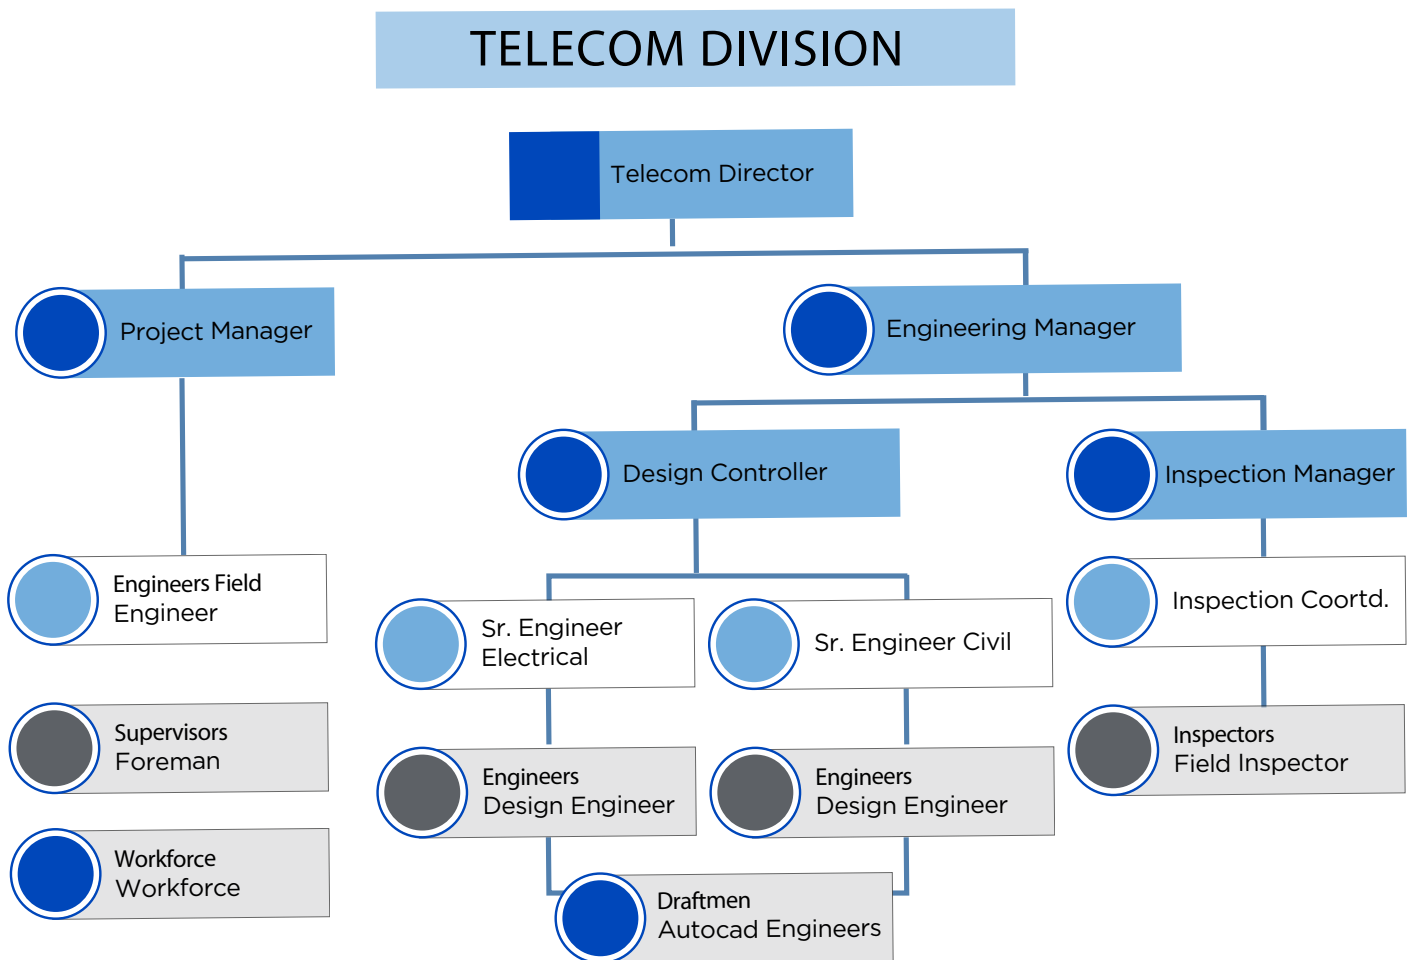 TELECOM DIVISION
Telecom Director
Project Manager
Engineering Manager
Design Controller
Inspection Manager
Engineers Field
Engineer
Sr. Engineer
Electrical
Sr. Engineer Civil
Inspection Coortd.
Supervisors
Foreman
Engineers
Design Engineer
Engineers
Design Engineer
Inspectors
Field Inspector
Workforce
Workforce
Draftmen
Autocad Engineers